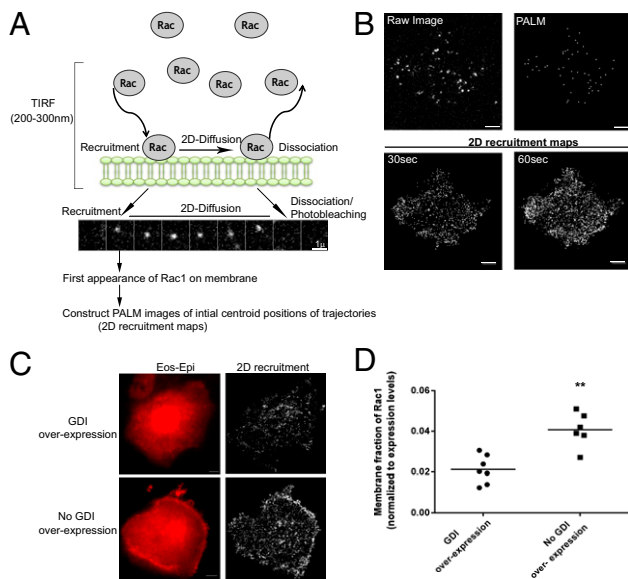 A
Rac
Rac
Rac
Rac
Rac
Rac
Rac
TIRF
(200-300nm)
Recruitment
2D-Diffusion
Dissociation
Rac
Rac
Recruitment
2D-Diffusion
Dissociation/
Photobleaching
1μ
First appearance of Rac1 on membrane
Construct PALM images of intial centroid positions of trajectories
(2D recruitment maps)
B
Raw Image
PALM
2D recruitment maps
30sec
60sec
C
Eos-Epi
2D recruitment
GDI
over-expression
No GDI
over-expression
D
Membrane fraction of Rac1
(normalized to expression levels)
0.06
0.04
0.02
0.00
**
GDI
over-expression
No GDI
over- expression